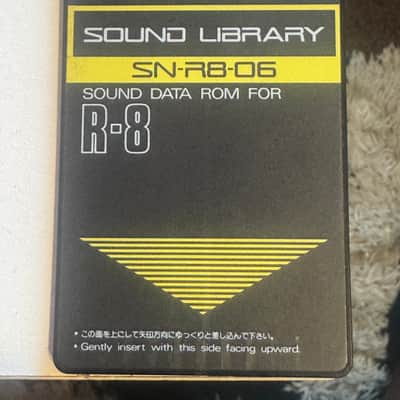 SOUND LIBRARY
SN-R8-06
SOUND DATA ROM FOR
R-8
・この面を上にして矢印方向にゆっくりと差し込んで下さい。
・Gently insert with this side facing upward.